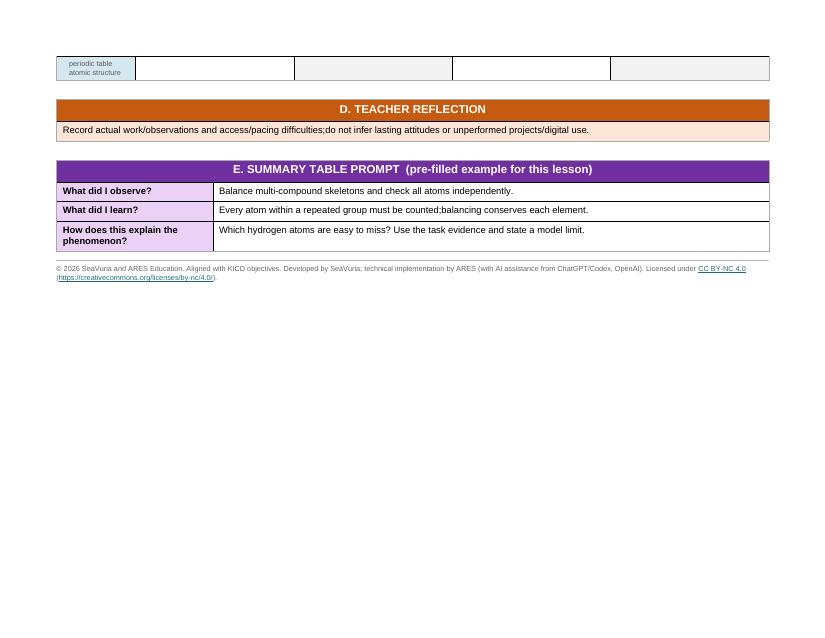 periodic table
atomic structure
D. TEACHER REFLECTION
Record actual work/observations and access/pacing difficulties;do not infer lasting attitudes or unperformed projects/digital use.
E. SUMMARY TABLE PROMPT  (pre-filled example for this lesson)
What did I observe? Balance multi-compound skeletons and check all atoms independently.
What did I learn? Every atom within a repeated group must be counted;balancing conserves each element.
How does this explain the phenomenon? Which hydrogen atoms are easy to miss? Use the task evidence and state a model limit.
© 2026 SeaVuria and ARES Education. Aligned with KICD objectives. Developed by SeaVuria; technical implementation by ARES (with AI assistance from ChatGPT/Codex, OpenAI). Licensed under CC BY-NC 4.0
(https://creativecommons.org/licenses/by-nc/4.0/).